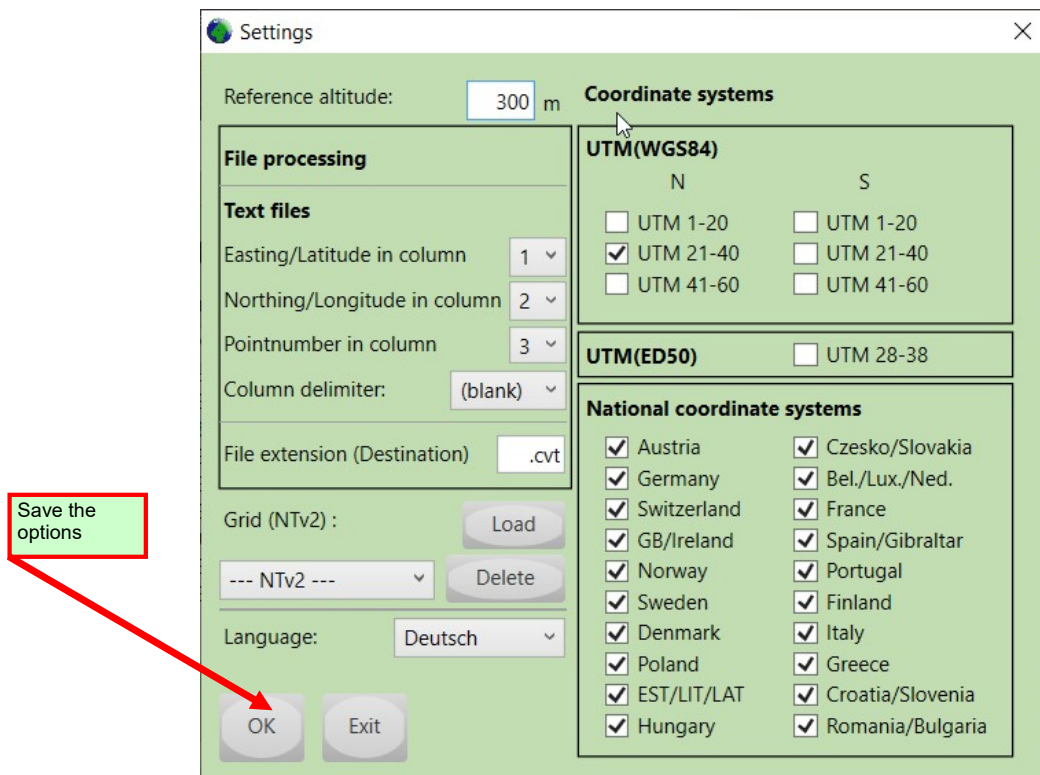 Settings
Reference altitude: 300 m
File processing
Text files
Easting/Latitude in column 1
Northing/Longitude in column 2
Pointnumber in column 3
Column delimiter: (blank)
File extension (Destination) .cvt
Grid (NTv2) : Load
--- NTv2 --- Delete
Language: Deutsch
OK Exit
Save the
options
Coordinate systems
UTM(WGS84)
N S
UTM 1-20 UTM 1-20
UTM 21-40 UTM 21-40
UTM 41-60 UTM 41-60
UTM(ED50) UTM 28-38
National coordinate systems
Austria Czesko/Slovakia
Germany Bel./Lux./Ned.
Switzerland France
GB/Ireland Spain/Gibraltar
Norway Portugal
Sweden Finland
Denmark Italy
Poland Greece
EST/LIT/LAT Croatia/Slovenia
Hungary Romania/Bulgaria